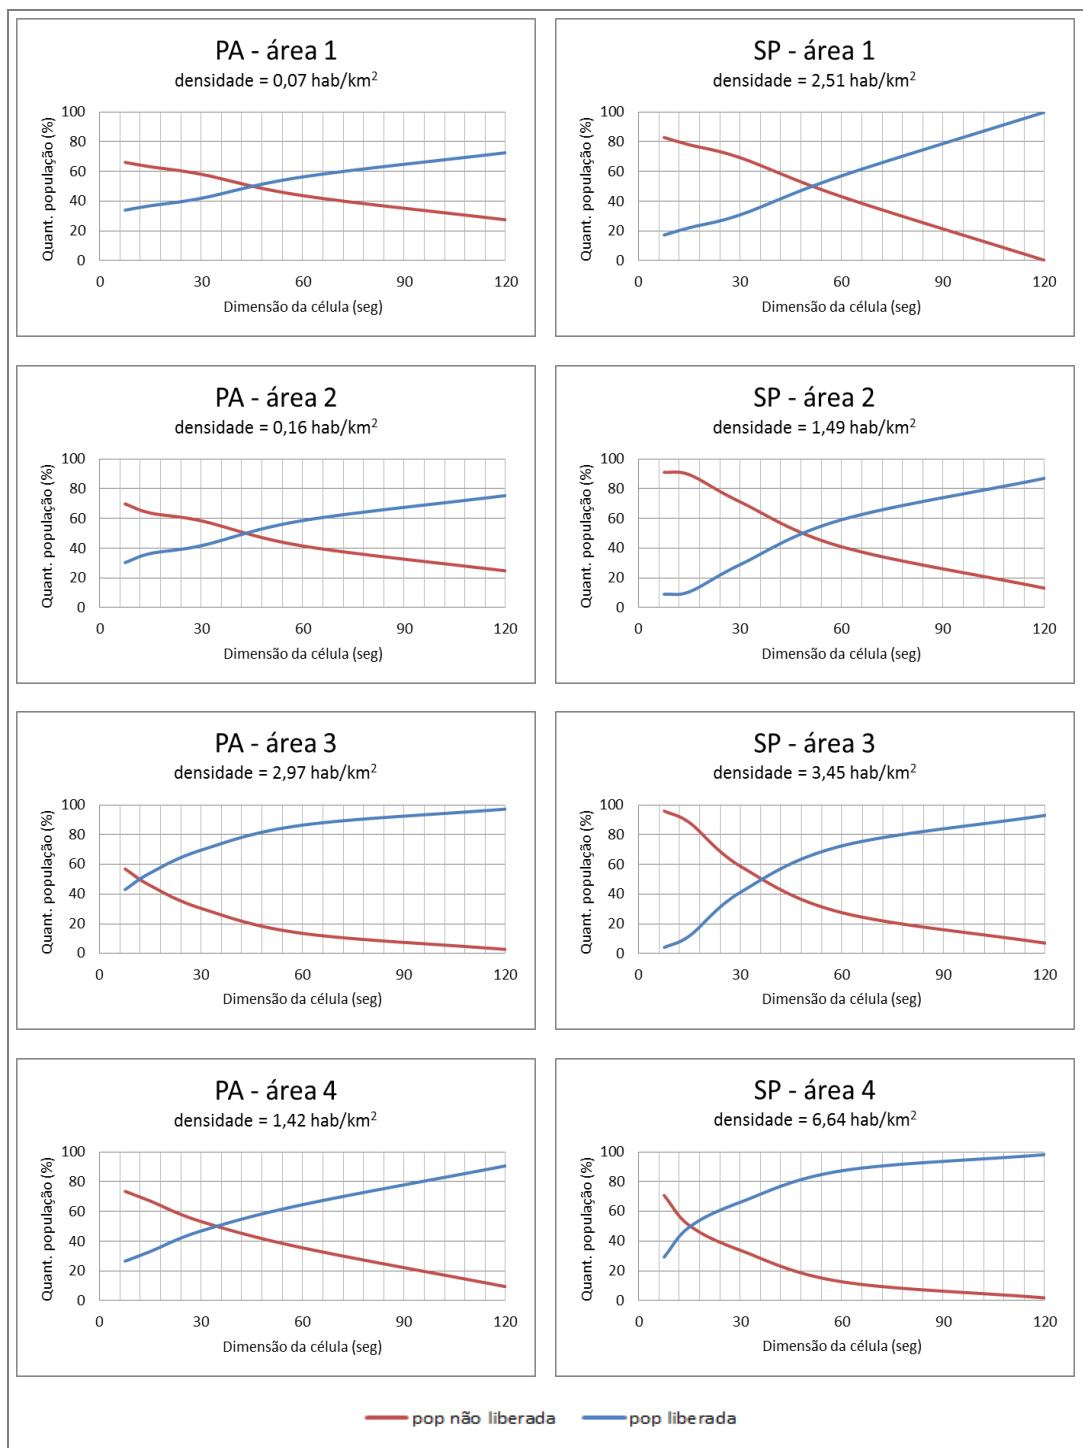 PA - área 1
densidade = 0,07 hab/km²
Quant. população (%)
100
80
60
40
20
0
0 30 60 90 120
Dimensão da célula (seg)
SP - área 1
densidade = 2,51 hab/km²
Quant. população (%)
100
80
60
40
20
0
0 30 60 90 120
Dimensão da célula (seg)
PA - área 2
densidade = 0,16 hab/km²
Quant. população (%)
100
80
60
40
20
0
0 30 60 90 120
Dimensão da célula (seg)
SP - área 2
densidade = 1,49 hab/km²
Quant. população (%)
100
80
60
40
20
0
0 30 60 90 120
Dimensão da célula (seg)
PA - área 3
densidade = 2,97 hab/km²
Quant. população (%)
100
80
60
40
20
0
0 30 60 90 120
Dimensão da célula (seg)
SP - área 3
densidade = 3,45 hab/km²
Quant. população (%)
100
80
60
40
20
0
0 30 60 90 120
Dimensão da célula (seg)
PA - área 4
densidade = 1,42 hab/km²
Quant. população (%)
100
80
60
40
20
0
0 30 60 90 120
Dimensão da célula (seg)
SP - área 4
densidade = 6,64 hab/km²
Quant. população (%)
100
80
60
40
20
0
0 30 60 90 120
Dimensão da célula (seg)
pop não liberada pop liberada